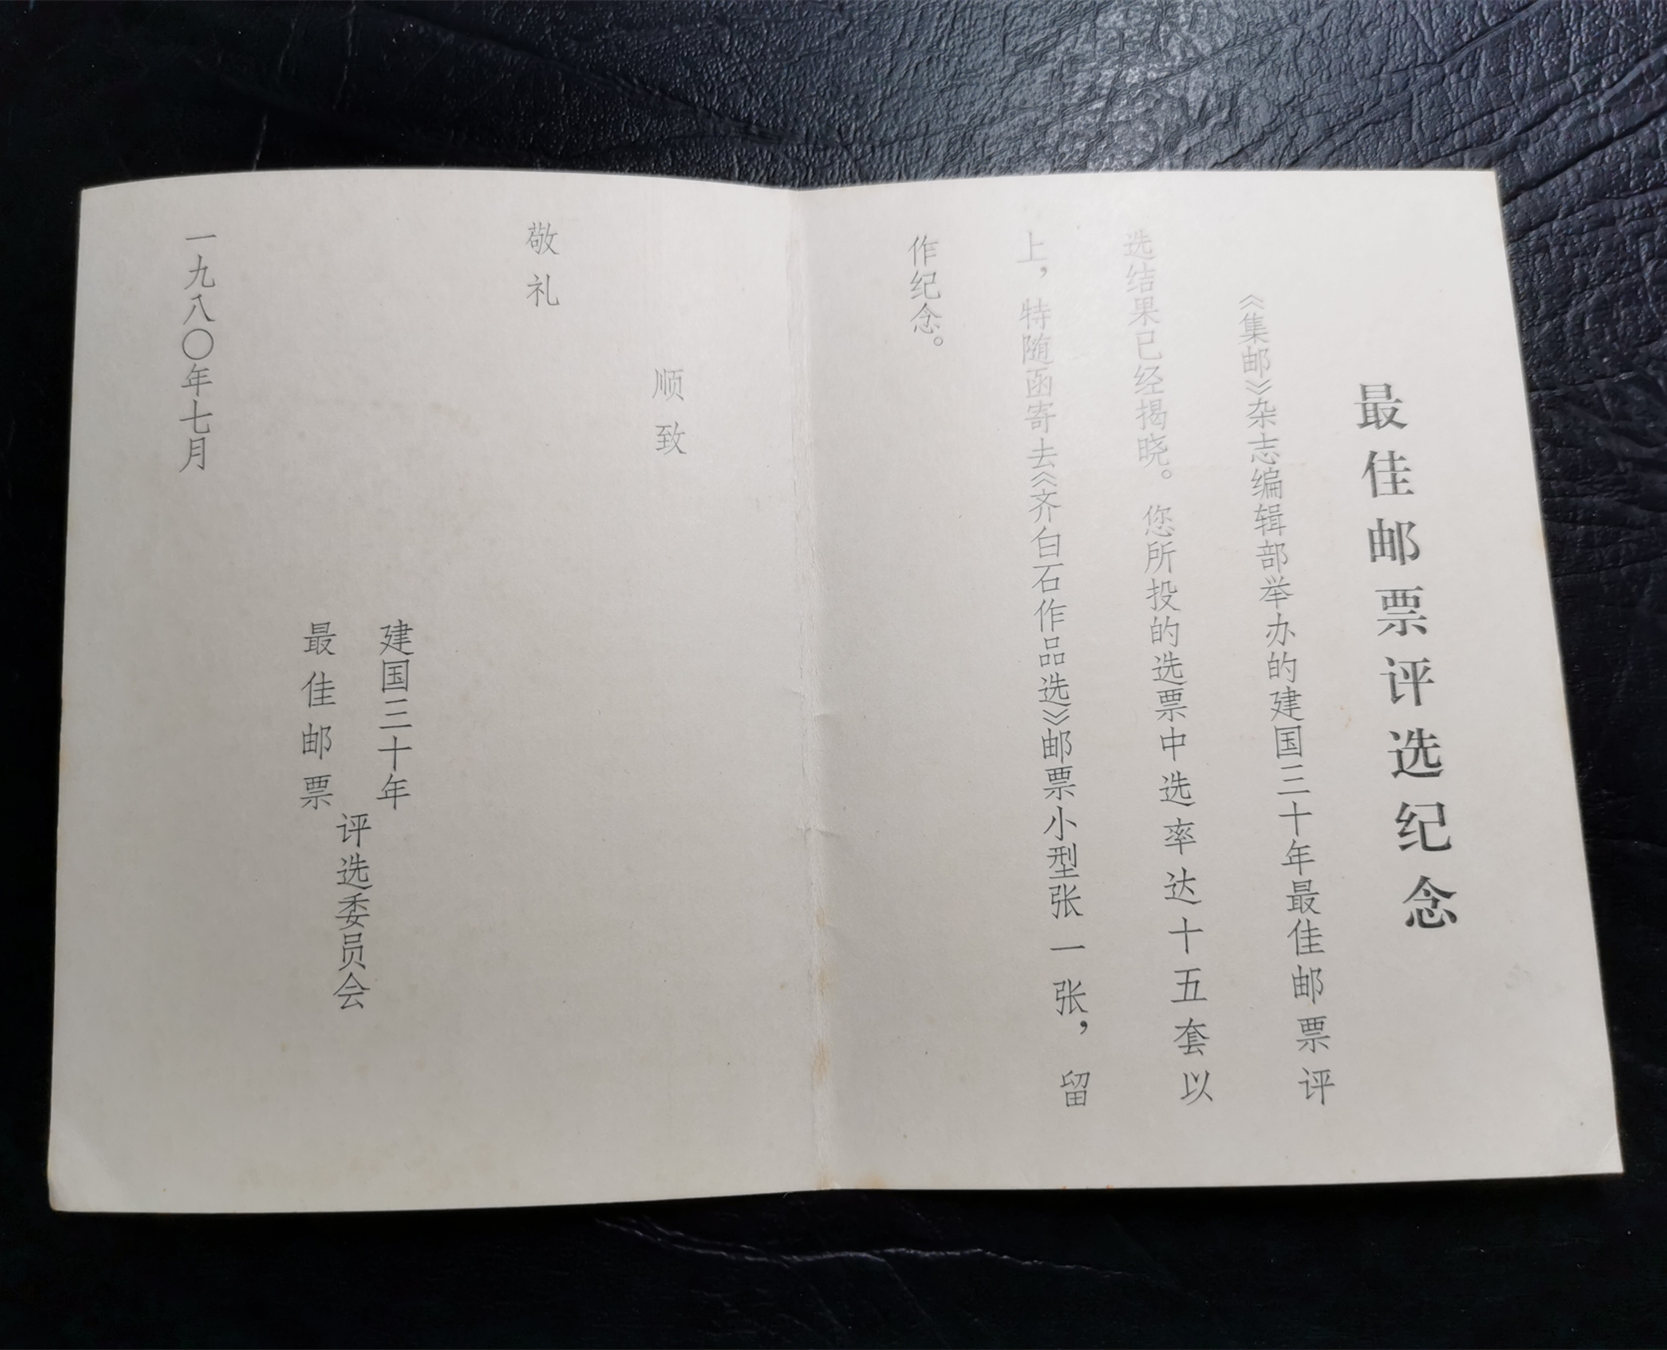 最佳邮票评选纪念
《集邮》杂志编辑部举办的建国三十年最佳邮票评
选结果已经揭晓。您所投的选票中选率达十五套以
上，特随函寄去《齐白石作品选》邮票小型张一张，留
作纪念。
顺致
敬礼
建国三十年
最佳邮票
评选委员会
一九八〇年七月